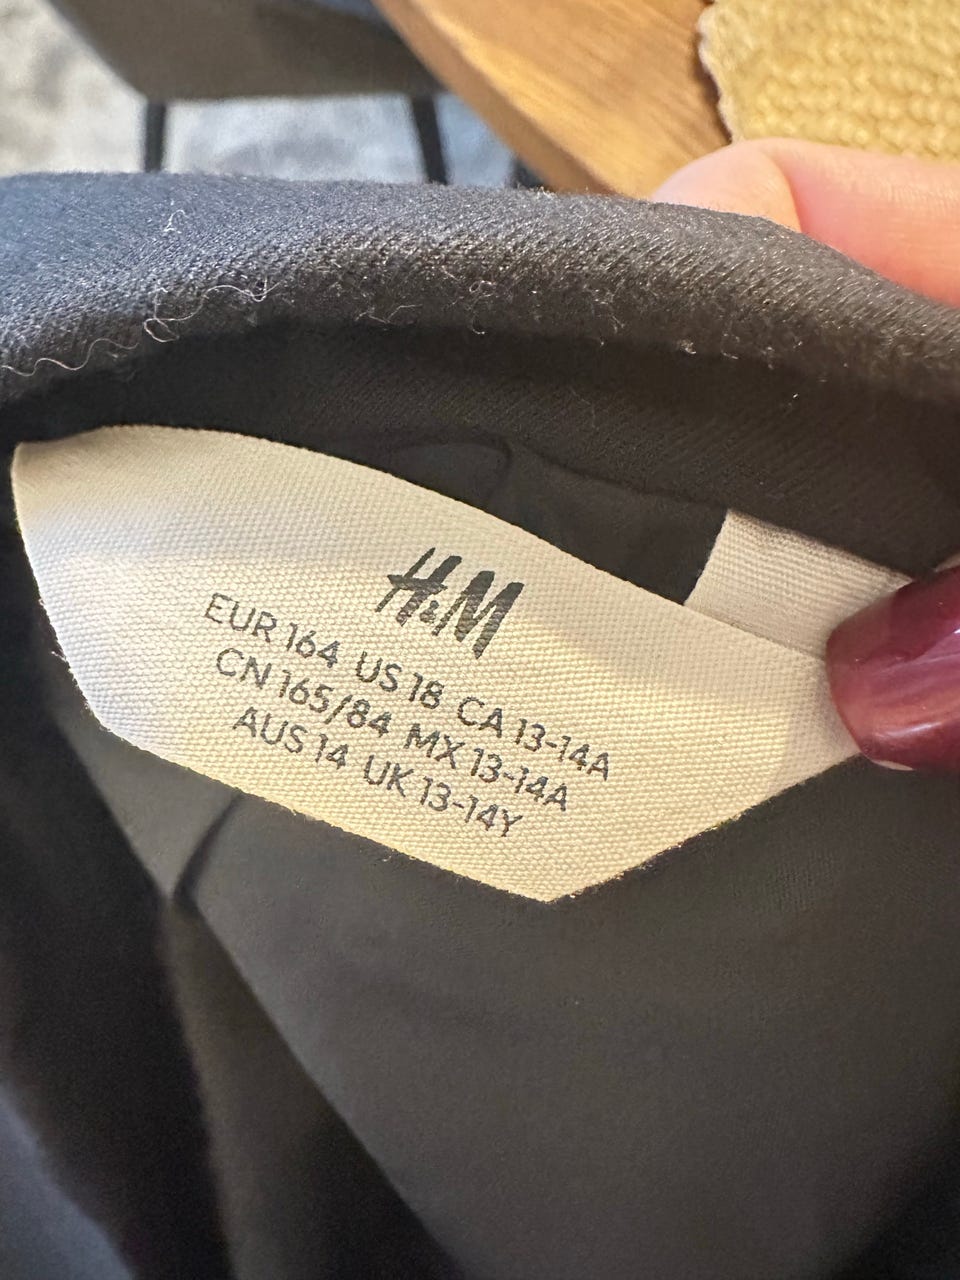 H&M
EUR 164 US 18 CA 13-14A
CN 165/84 MX 13-14A
AUS 14 UK 13-14Y